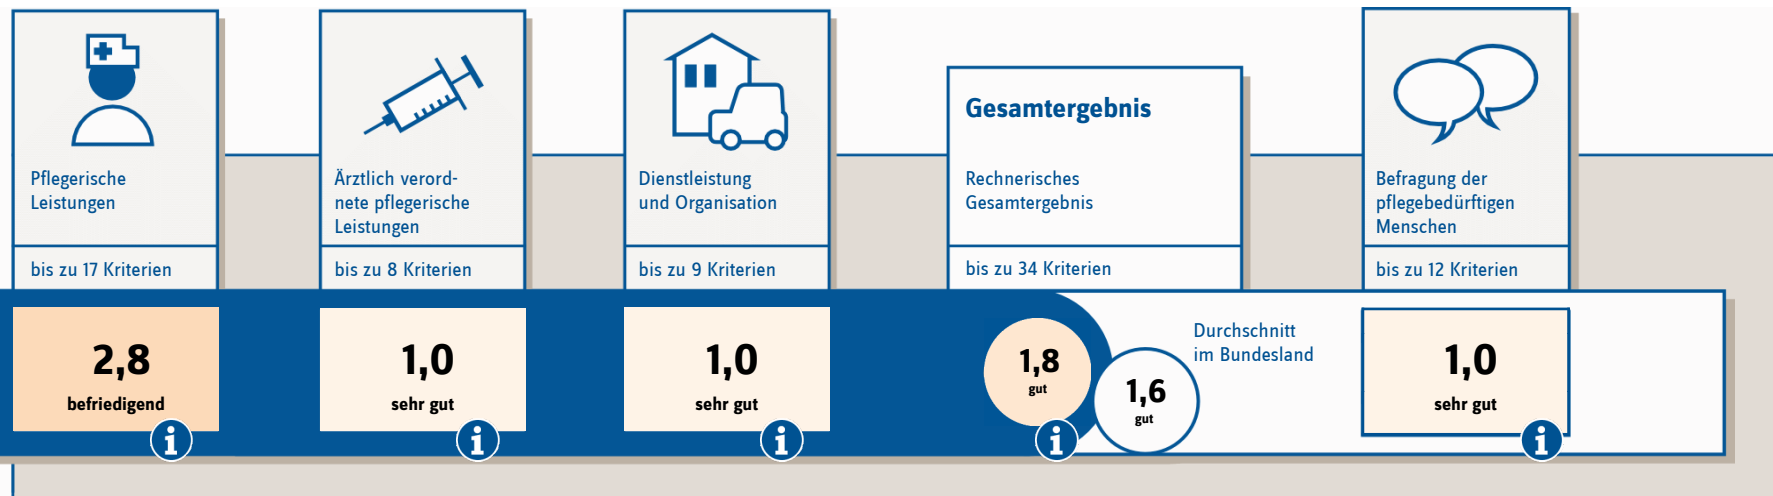 Pflegerische
Leistungen
bis zu 17 Kriterien
2,8
befriedigend
Ärztlich verord-
nete pflegerische
Leistungen
bis zu 8 Kriterien
1,0
sehr gut
Dienstleistung
und Organisation
bis zu 9 Kriterien
1,0
sehr gut
Gesamtergebnis
Rechnerisches
Gesamtergebnis
bis zu 34 Kriterien
1,8
gut
Durchschnitt
im Bundesland
1,6
gut
Befragung der
pflegebedürftigen
Menschen
bis zu 12 Kriterien
1,0
sehr gut